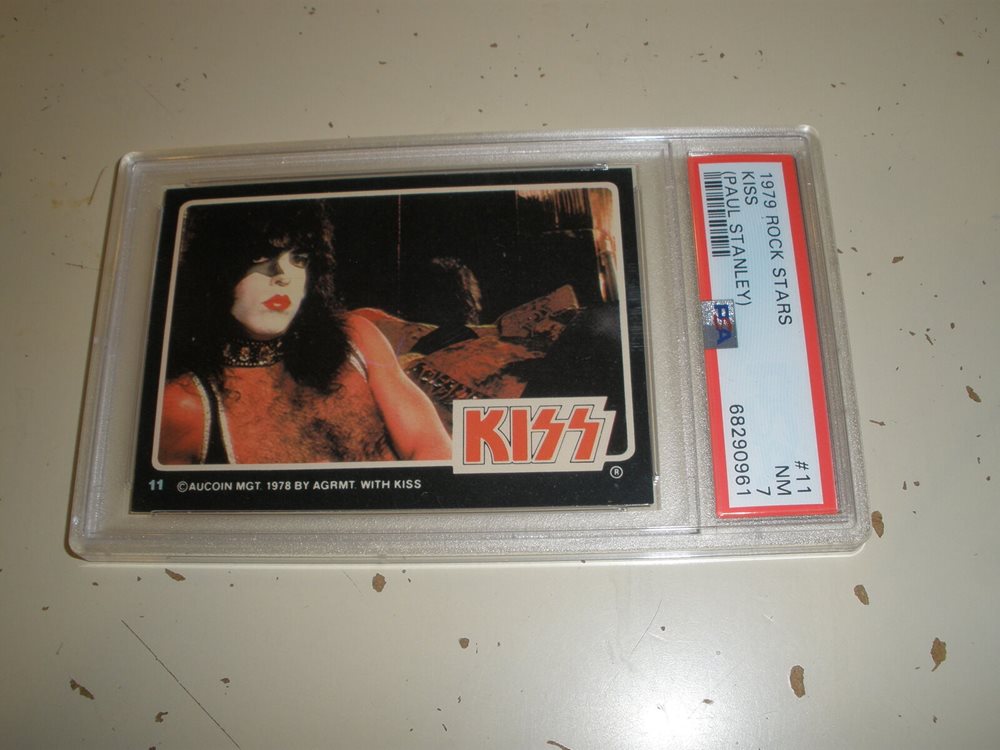 KISS
®
11 ©AUCOIN MGT. 1978 BY AGRMT. WITH KISS
1979 ROCK STARS #11
KISS NM
(PAUL STANLEY) 7
PSA
68290961